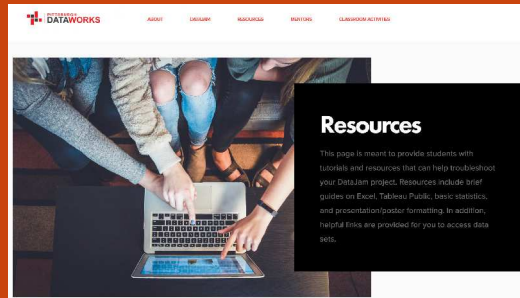 PITTSBURGH
DATAWORKS
ABOUT
DATAJAM
RESOURCES
MENTORS
CLASSROOM ACTIVITIES
Resources
This page is meant to provide students with
tutorials and resources that can help troubleshoot
your DataJam project. Resources include brief
guides on Excel, Tableau Public, basic statistics,
and presentation/poster formatting. In addition,
helpful links are provided for you to access data
sets.